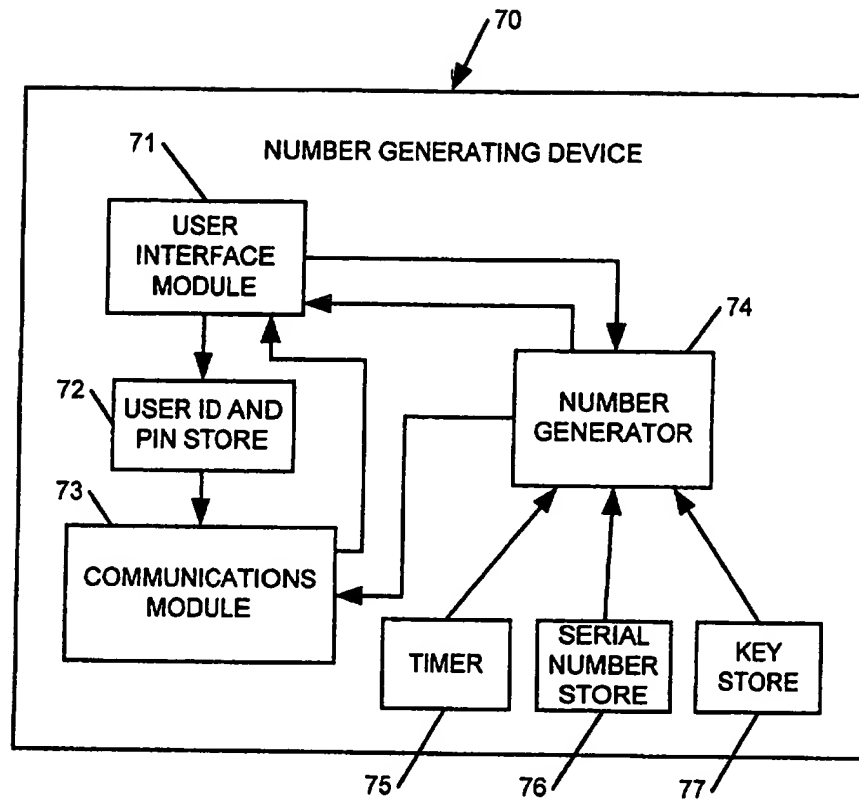 70
NUMBER GENERATING DEVICE
71
USER
INTERFACE
MODULE
74
NUMBER
GENERATOR
72
USER ID AND
PIN STORE
73
COMMUNICATIONS
MODULE
TIMER
SERIAL
NUMBER
STORE
KEY
STORE
75
76
77